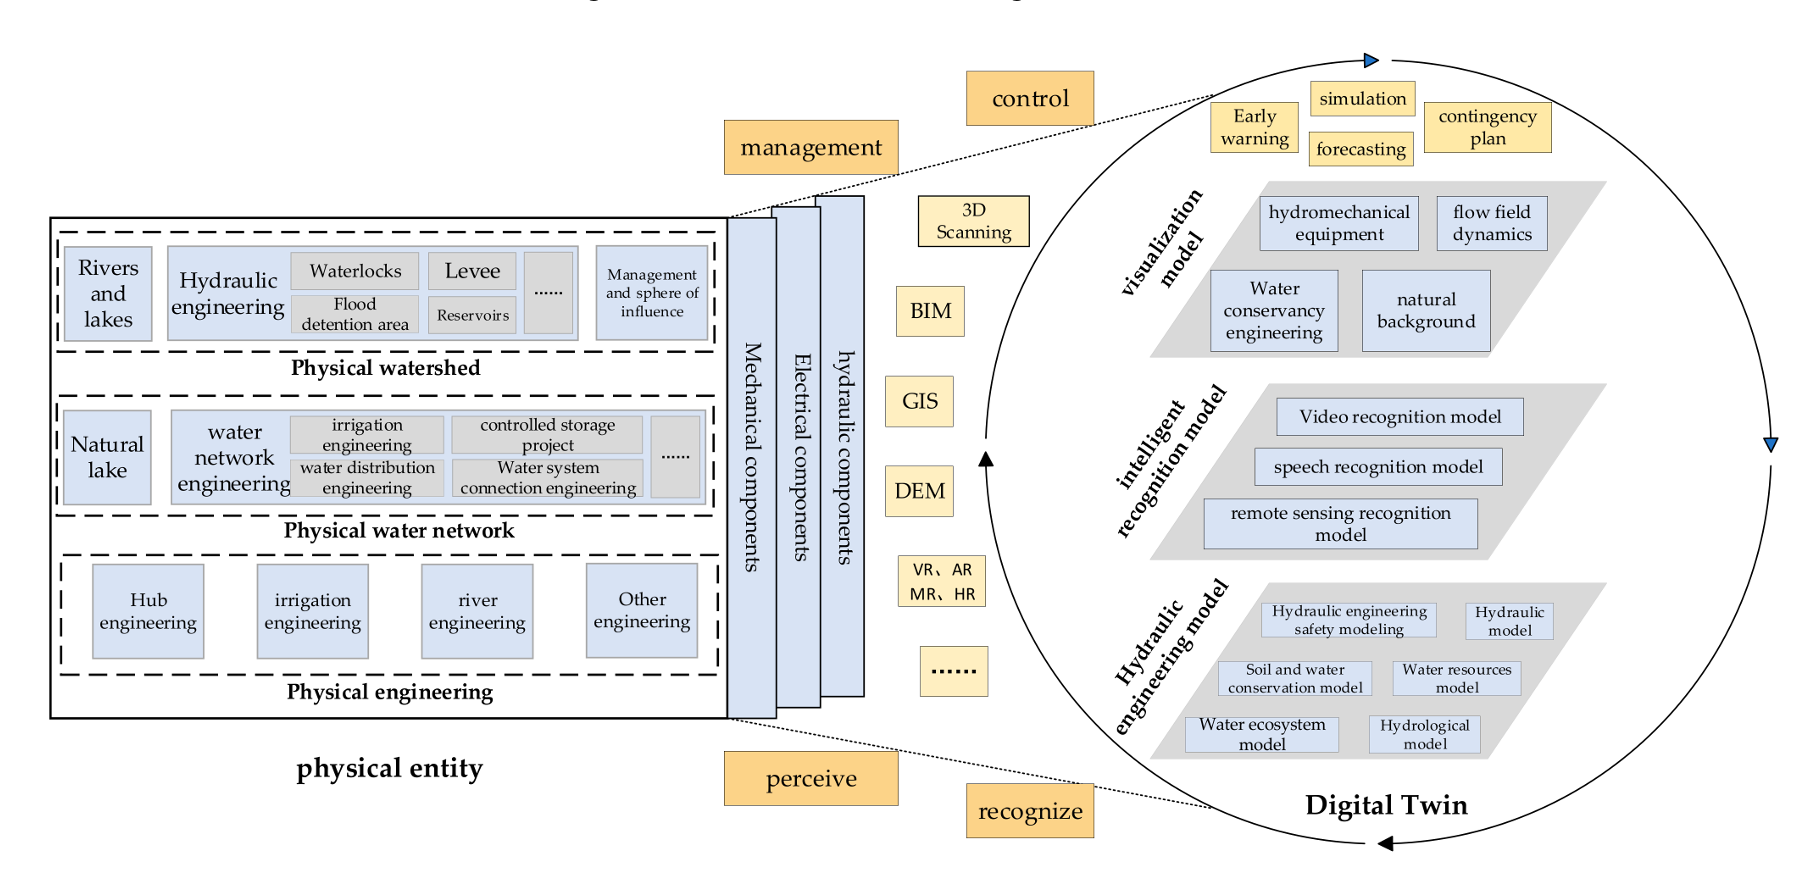 control
management
Early
warning
simulation
forecasting
contingency
plan
3D
Scanning
BIM
GIS
DEM
VR、AR
MR、HR
......
Rivers
and
lakes
Hydraulic
engineering
Waterlocks
Levee
Flood
detention area
Reservoirs
......
Management
and sphere of
influence
Physical watershed
Natural
lake
water
network
engineering
irrigation
engineering
controlled storage
project
water distribution
engineering
Water system
connection engineering
......
Physical water network
Hub
engineering
irrigation
engineering
river
engineering
Other
engineering
Physical engineering
Mechanical components
Electrical components
hydraulic components
physical entity
perceive
recognize
visualization
model
hydromechanical
equipment
flow field
dynamics
Water
conservancy
engineering
natural
background
intelligent
recognition model
Video recognition model
speech recognition model
remote sensing recognition
model
Hydraulic
engineering model
Hydraulic engineering
safety modeling
Hydraulic
model
Soil and water
conservation model
Water resources
model
Water ecosystem
model
Hydrological
model
Digital Twin